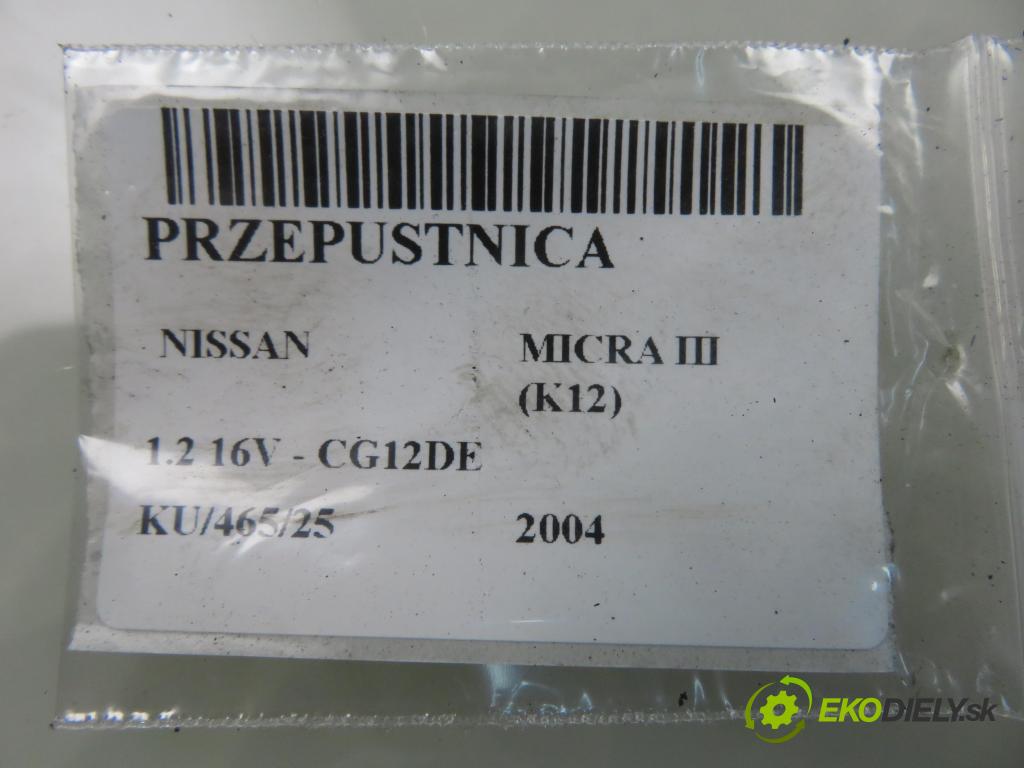 PRZEPUSTNICA
NISSAN MICRA III
(K12)
1.2 16V - CG12DE
KU/465/25 2004
EKODIELY.sk